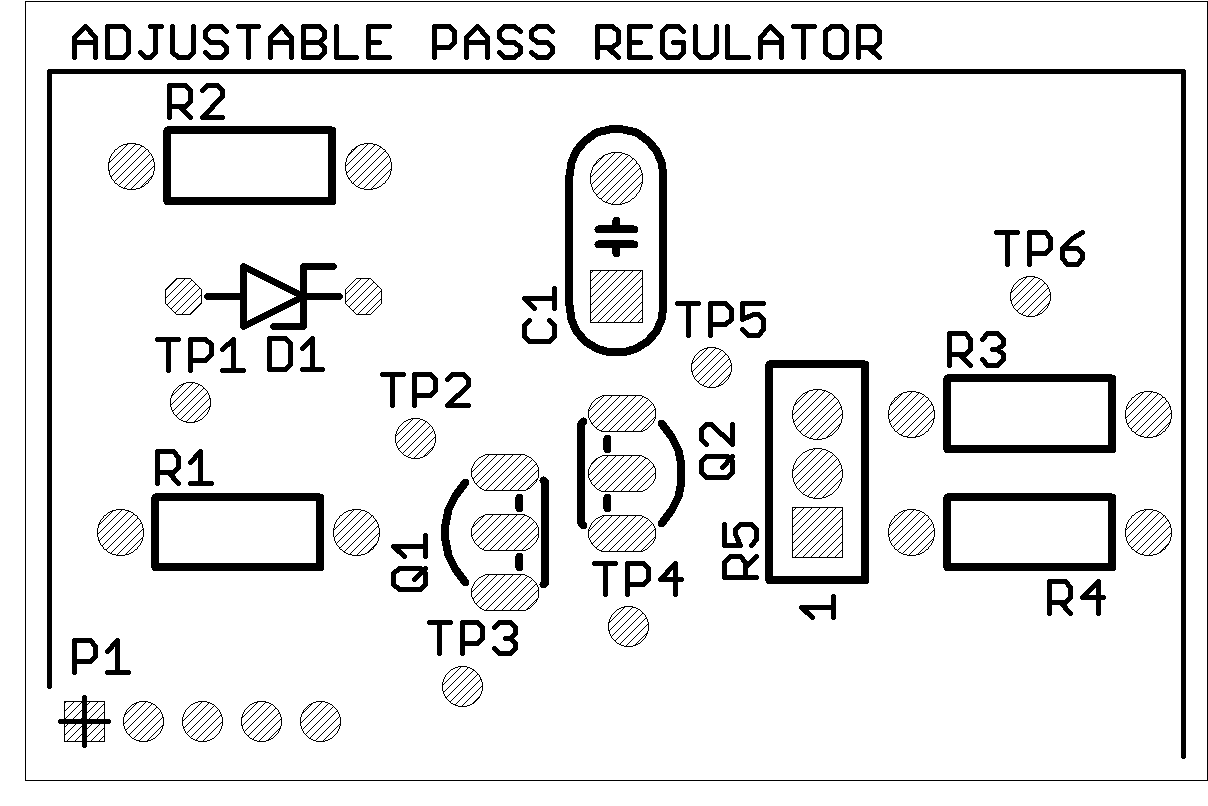 ADJUSTABLE PASS REGULATOR
R2
TP6
C1
TP5
TP1 D1
R3
TP2
Q2
R1
Q1
R5
TP4
1
R4
TP3
P1